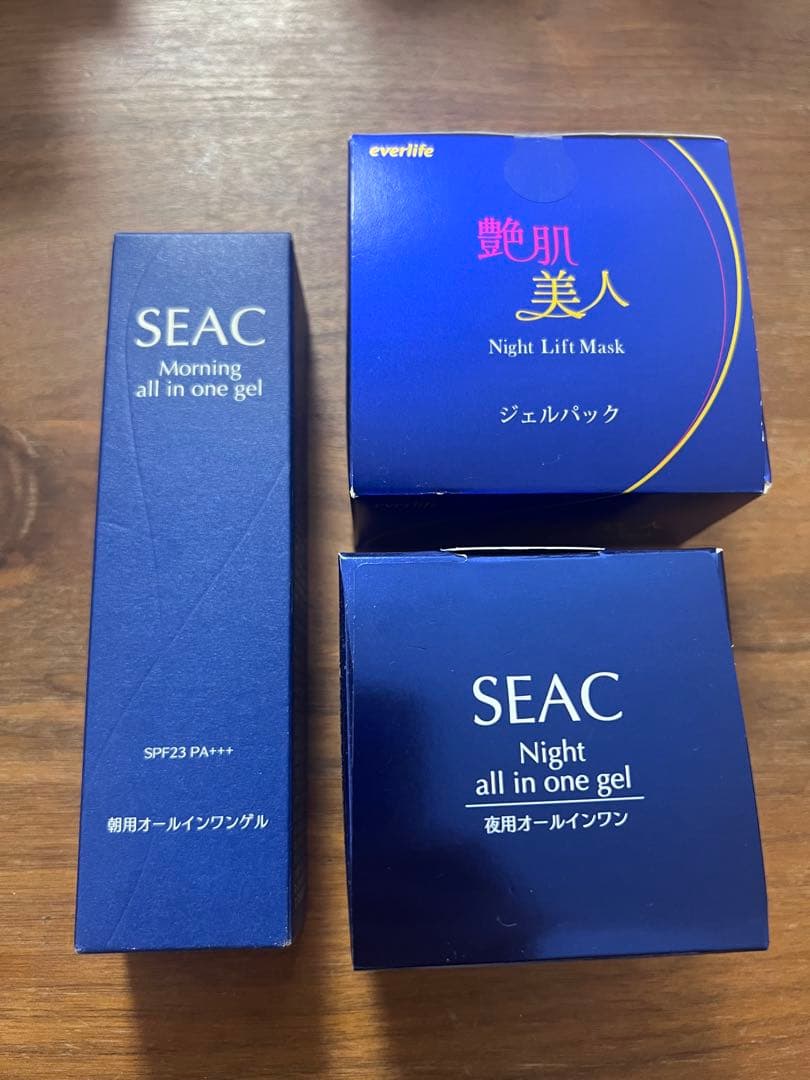 SEAC
Morning
all in one gel
SPF23 PA+++
朝用オールインワンゲル
everlife
艶肌
美人
Night Lift Mask
ジェルパック
everlife
SEAC
Night
all in one gel
夜用オールインワン